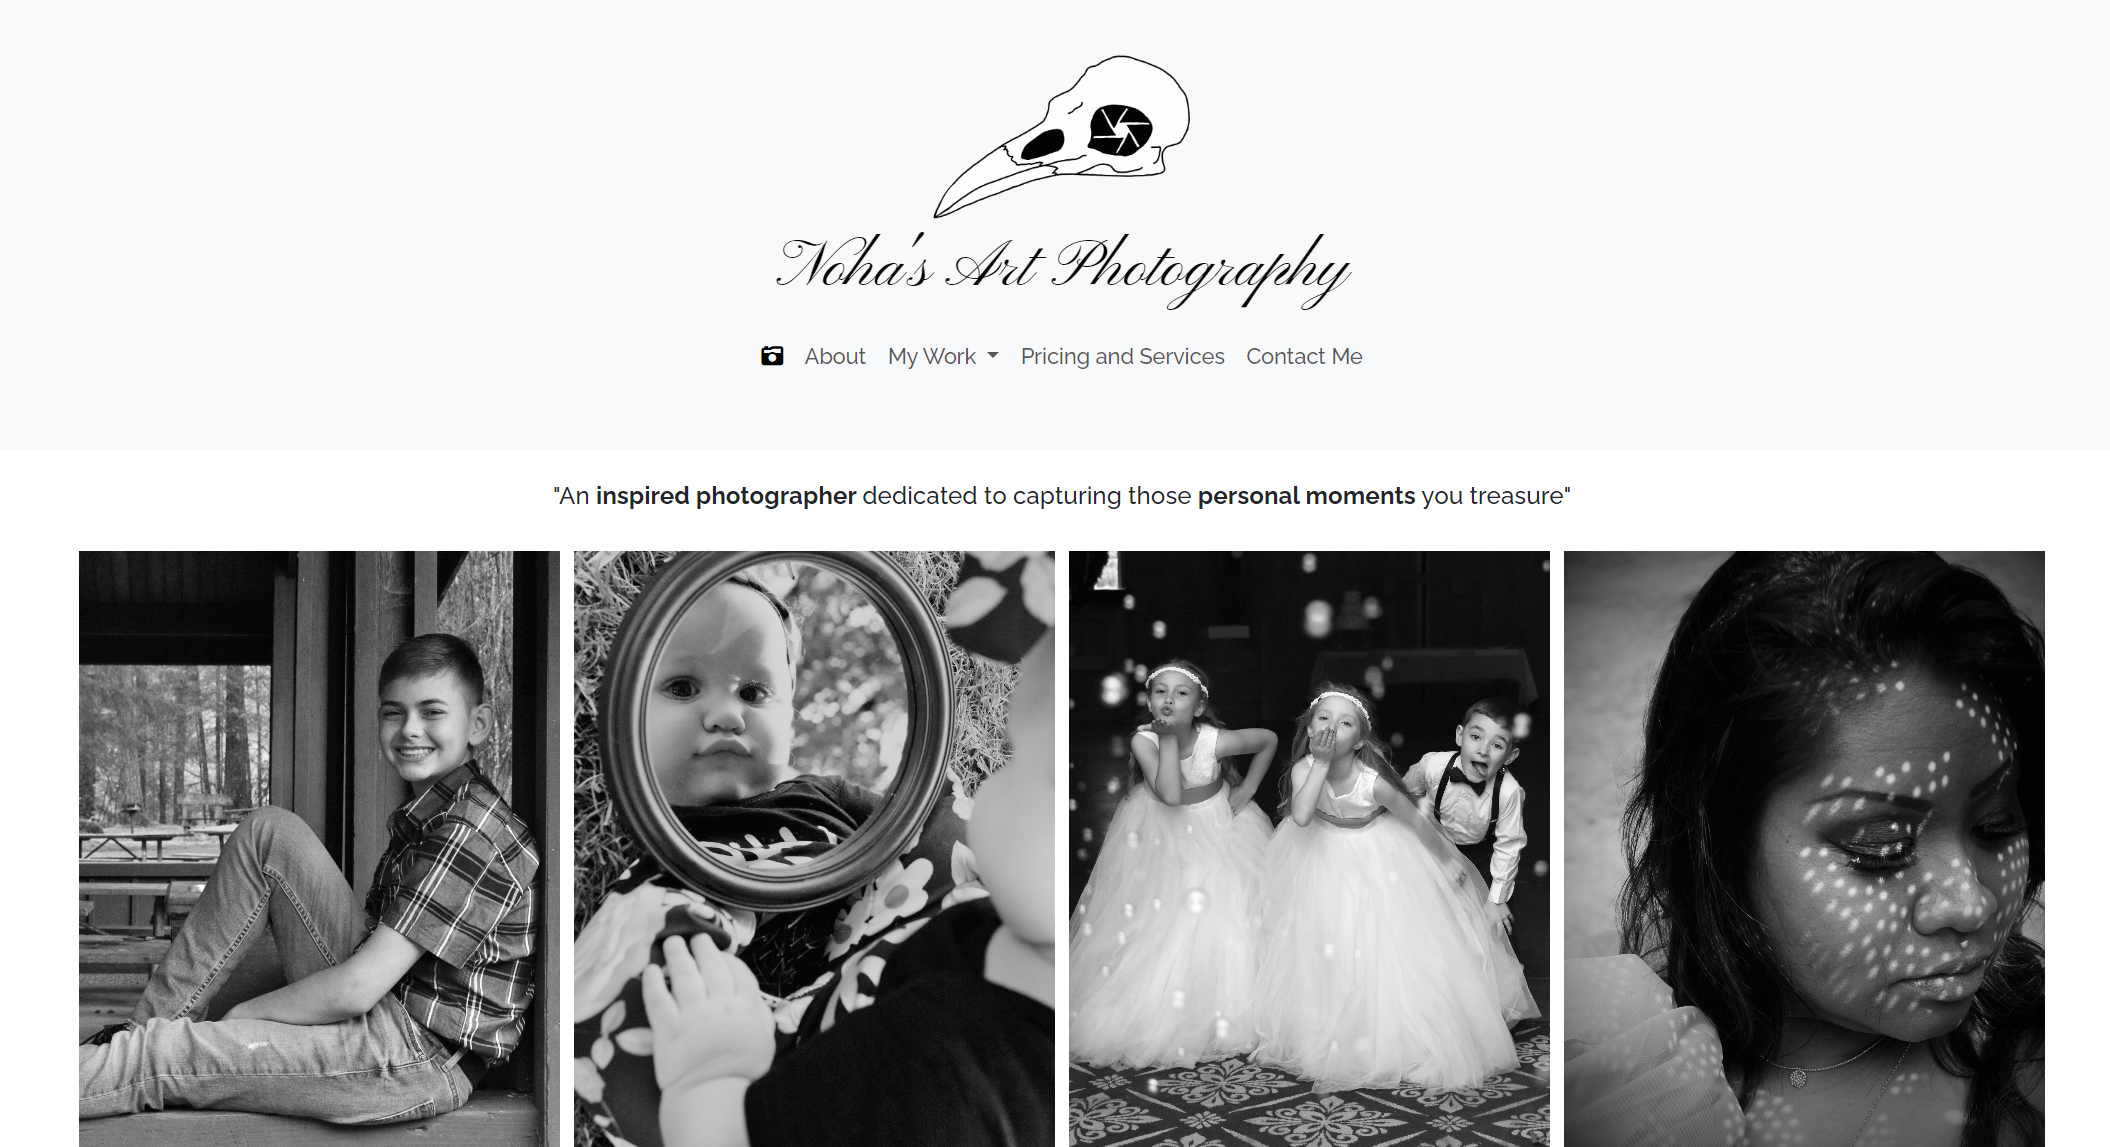 Noha's Art Photography
About My Work Pricing and Services Contact Me
"An inspired photographer dedicated to capturing those personal moments you treasure"